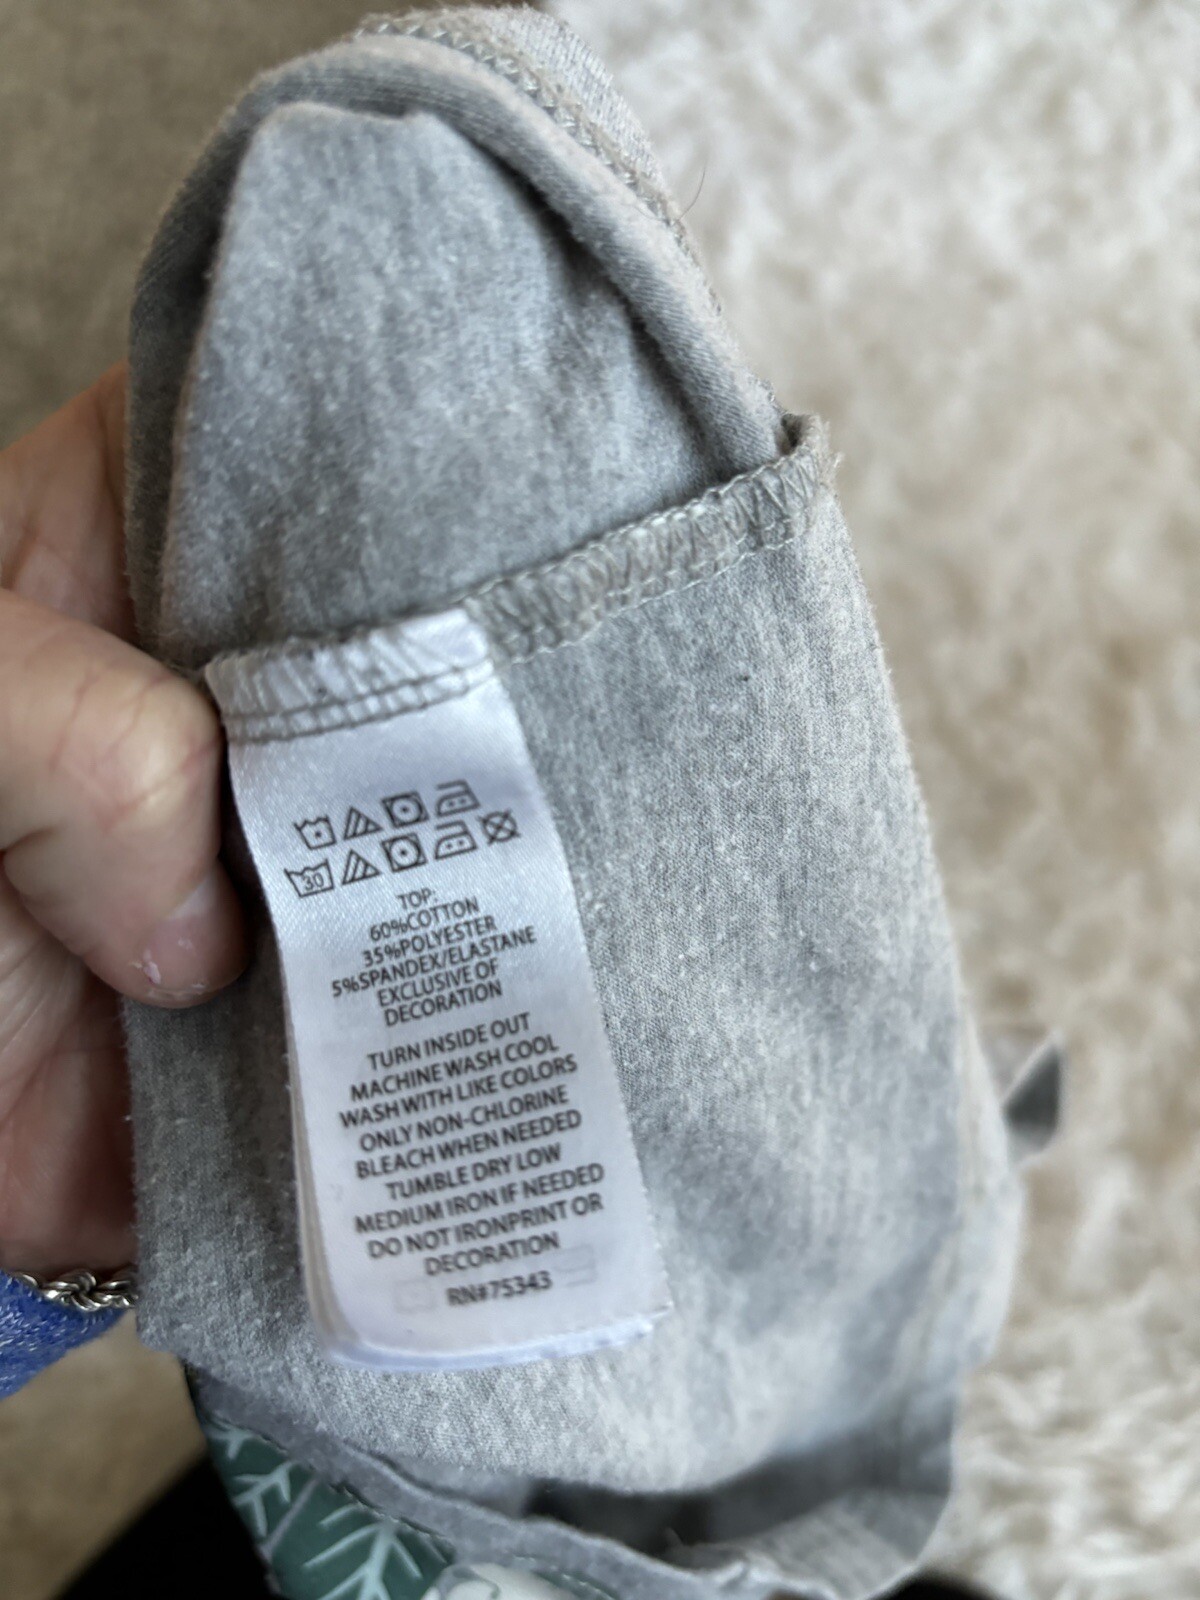 30
TOP:
60%COTTON
35%POLYESTER
5%SPANDEX/ELASTANE
EXCLUSIVE OF
DECORATION
TURN INSIDE OUT
MACHINE WASH COOL
WASH WITH LIKE COLORS
ONLY NON-CHLORINE
BLEACH WHEN NEEDED
TUMBLE DRY LOW
MEDIUM IRON IF NEEDED
DO NOT IRONPRINT OR
DECORATION
RN#75343